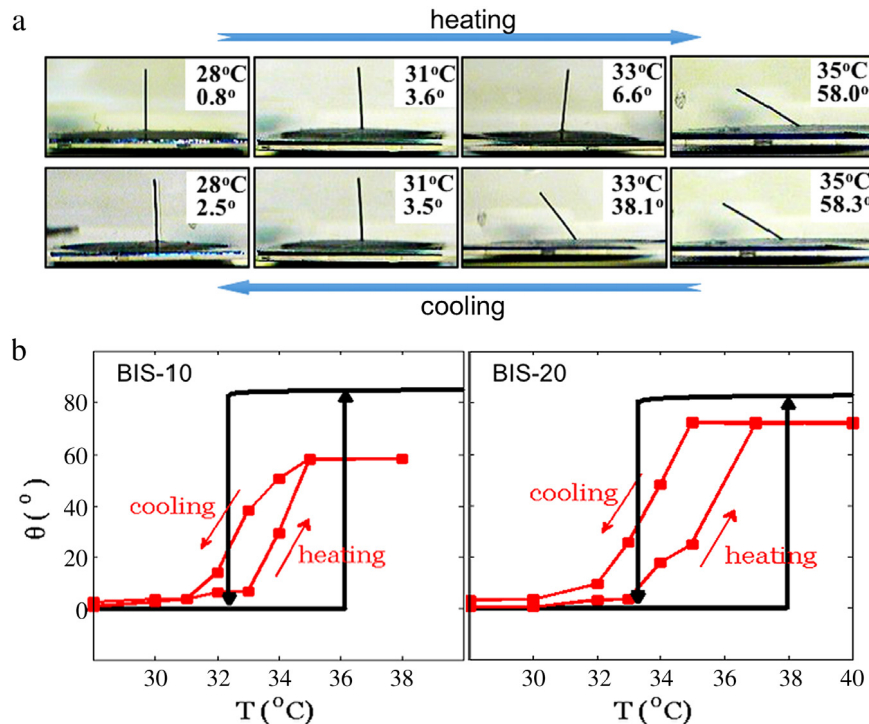 a
heating
28°C
0.8°
31°C
3.6°
33°C
6.6°
35°C
58.0°
28°C
2.5°
31°C
3.5°
33°C
38.1°
35°C
58.3°
cooling
b
BIS-10
BIS-20
80
60
40
20
0
θ (°)
cooling
heating
cooling
heating
30 32 34 36 38
30 32 34 36 38 40
T (°C)
T (°C)